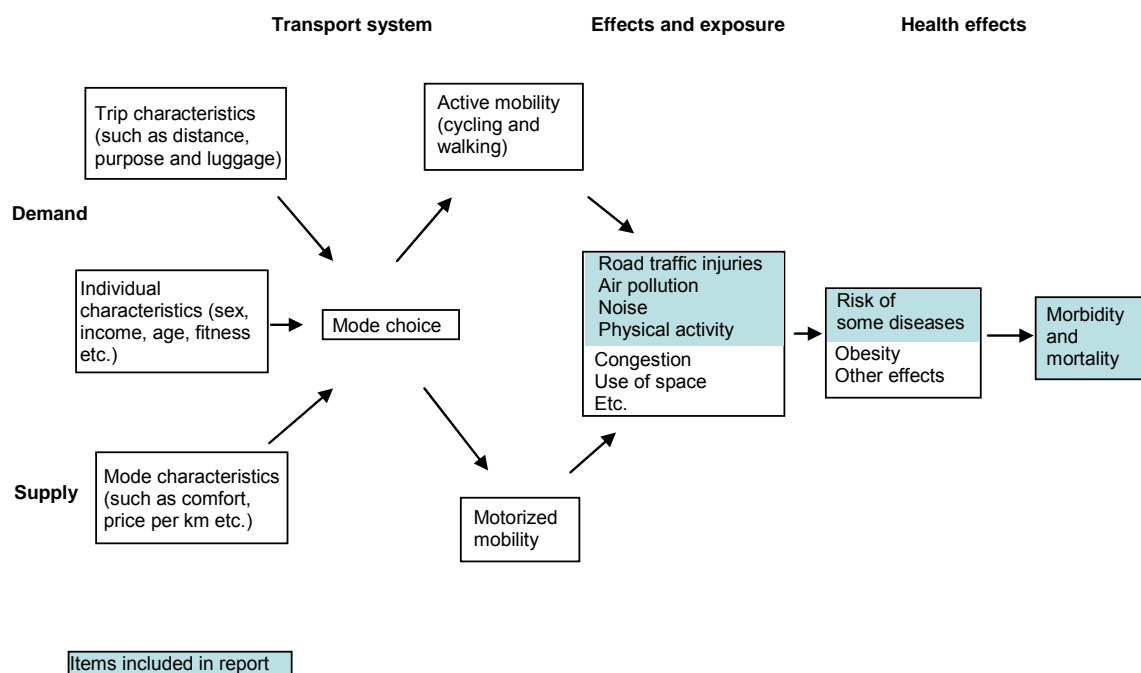 Transport system
Effects and exposure
Health effects
Trip characteristics
(such as distance,
purpose and luggage)
Active mobility
(cycling and
walking)
Demand
Individual
characteristics (sex,
income, age, fitness
etc.)
Mode choice
Road traffic injuries
Air pollution
Noise
Physical activity
Congestion
Use of space
Etc.
Risk of
some diseases
Obesity
Other effects
Morbidity
and
mortality
Supply
Mode characteristics
(such as comfort,
price per km etc.)
Motorized
mobility
Items included in report